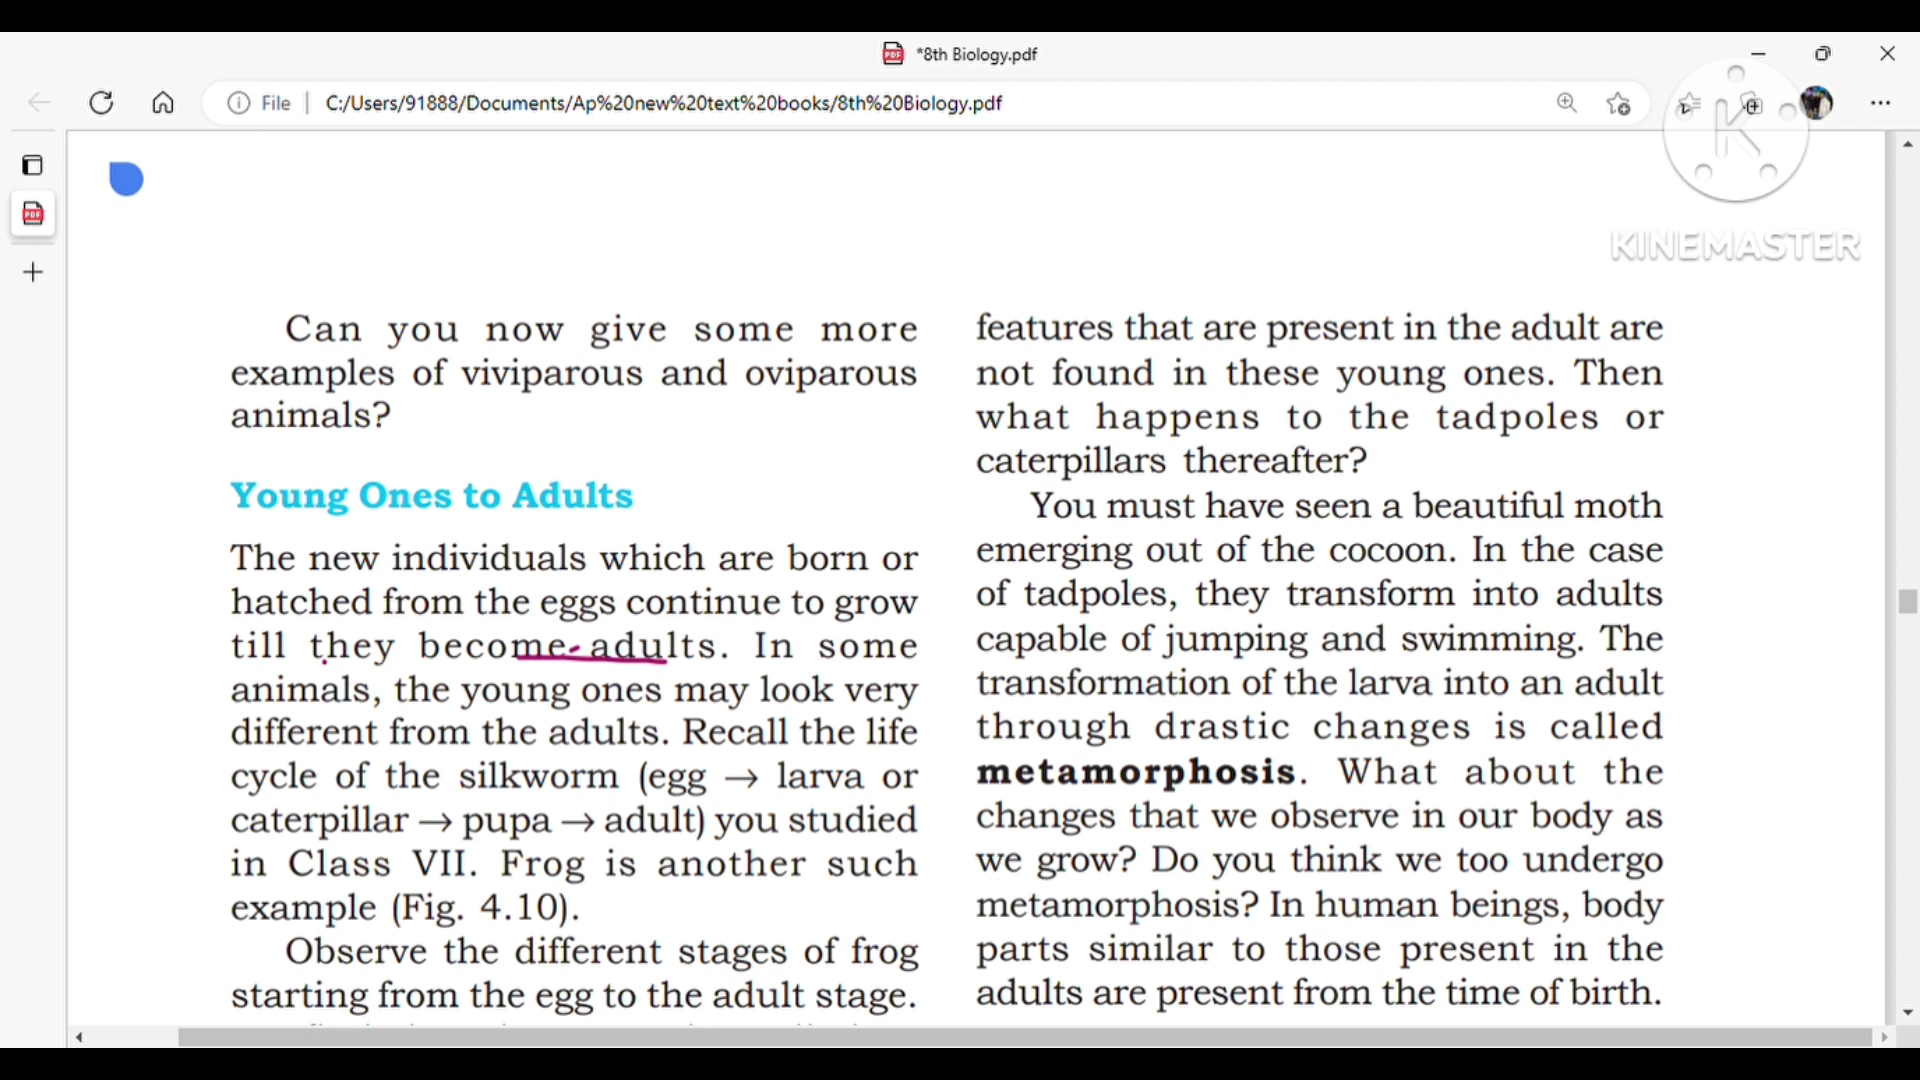 *8th Biology.pdf
File
C:/Users/91888/Documents/Ap%20new%20text%20books/8th%20Biology.pdf
K
KINEMASTER
Can you now give some more
examples of viviparous and oviparous
animals?
Young Ones to Adults
The new individuals which are born or
hatched from the eggs continue to grow
till they become adults. In some
animals, the young ones may look very
different from the adults. Recall the life
cycle of the silkworm (egg → larva or
caterpillar → pupa → adult) you studied
in Class VII. Frog is another such
example (Fig. 4.10).
Observe the different stages of frog
starting from the egg to the adult stage.
features that are present in the adult are
not found in these young ones. Then
what happens to the tadpoles or
caterpillars thereafter?
You must have seen a beautiful moth
emerging out of the cocoon. In the case
of tadpoles, they transform into adults
capable of jumping and swimming. The
transformation of the larva into an adult
through drastic changes is called
metamorphosis. What about the
changes that we observe in our body as
we grow? Do you think we too undergo
metamorphosis? In human beings, body
parts similar to those present in the
adults are present from the time of birth.